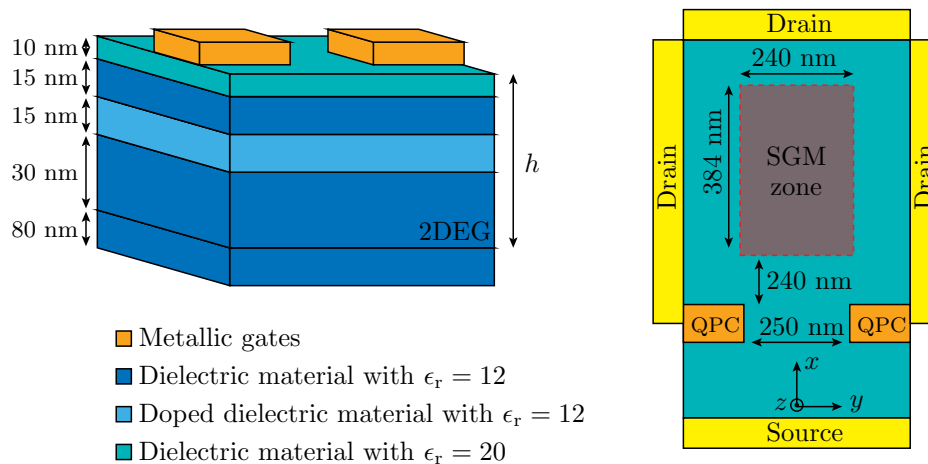 10 nm
15 nm
15 nm
30 nm
80 nm
h
2DEG
Metallic gates
Dielectric material with ϵr = 12
Doped dielectric material with ϵr = 12
Dielectric material with ϵr = 20
Drain
240 nm
384 nm
SGM
zone
Drain
Drain
240 nm
QPC
250 nm
QPC
x
z
y
Source